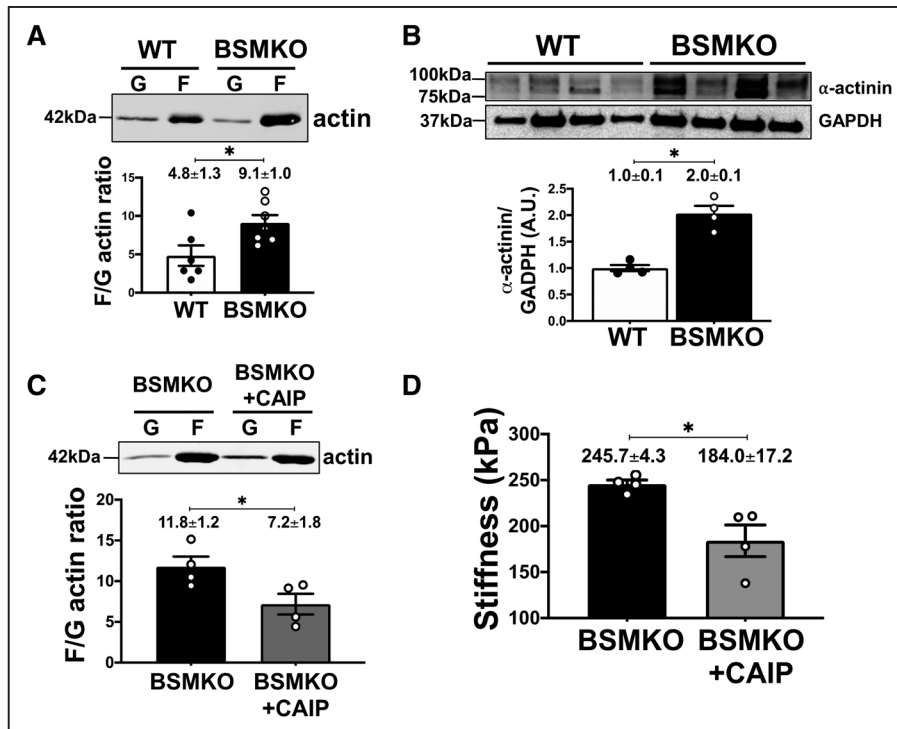 A
WT BSMKO
G F G F
42kDa actin
*
4.8±1.3 9.1±1.0
F/G actin ratio
15
10
5
0
WT BSMKO
B
WT BSMKO
100kDa
75kDa
α-actinin
37kDa GAPDH
*
1.0±0.1 2.0±0.1
α-actinin/
GADPH (A.U.)
2.5
2.0
1.5
1.0
0.5
0.0
WT BSMKO
C
BSMKO BSMKO
+CAIP
G F G F
42kDa actin
*
11.8±1.2 7.2±1.8
F/G actin ratio
20
15
10
5
0
BSMKO BSMKO
+CAIP
D
*
245.7±4.3 184.0±17.2
Stiffness (kPa)
300
250
200
150
100
BSMKO BSMKO
+CAIP